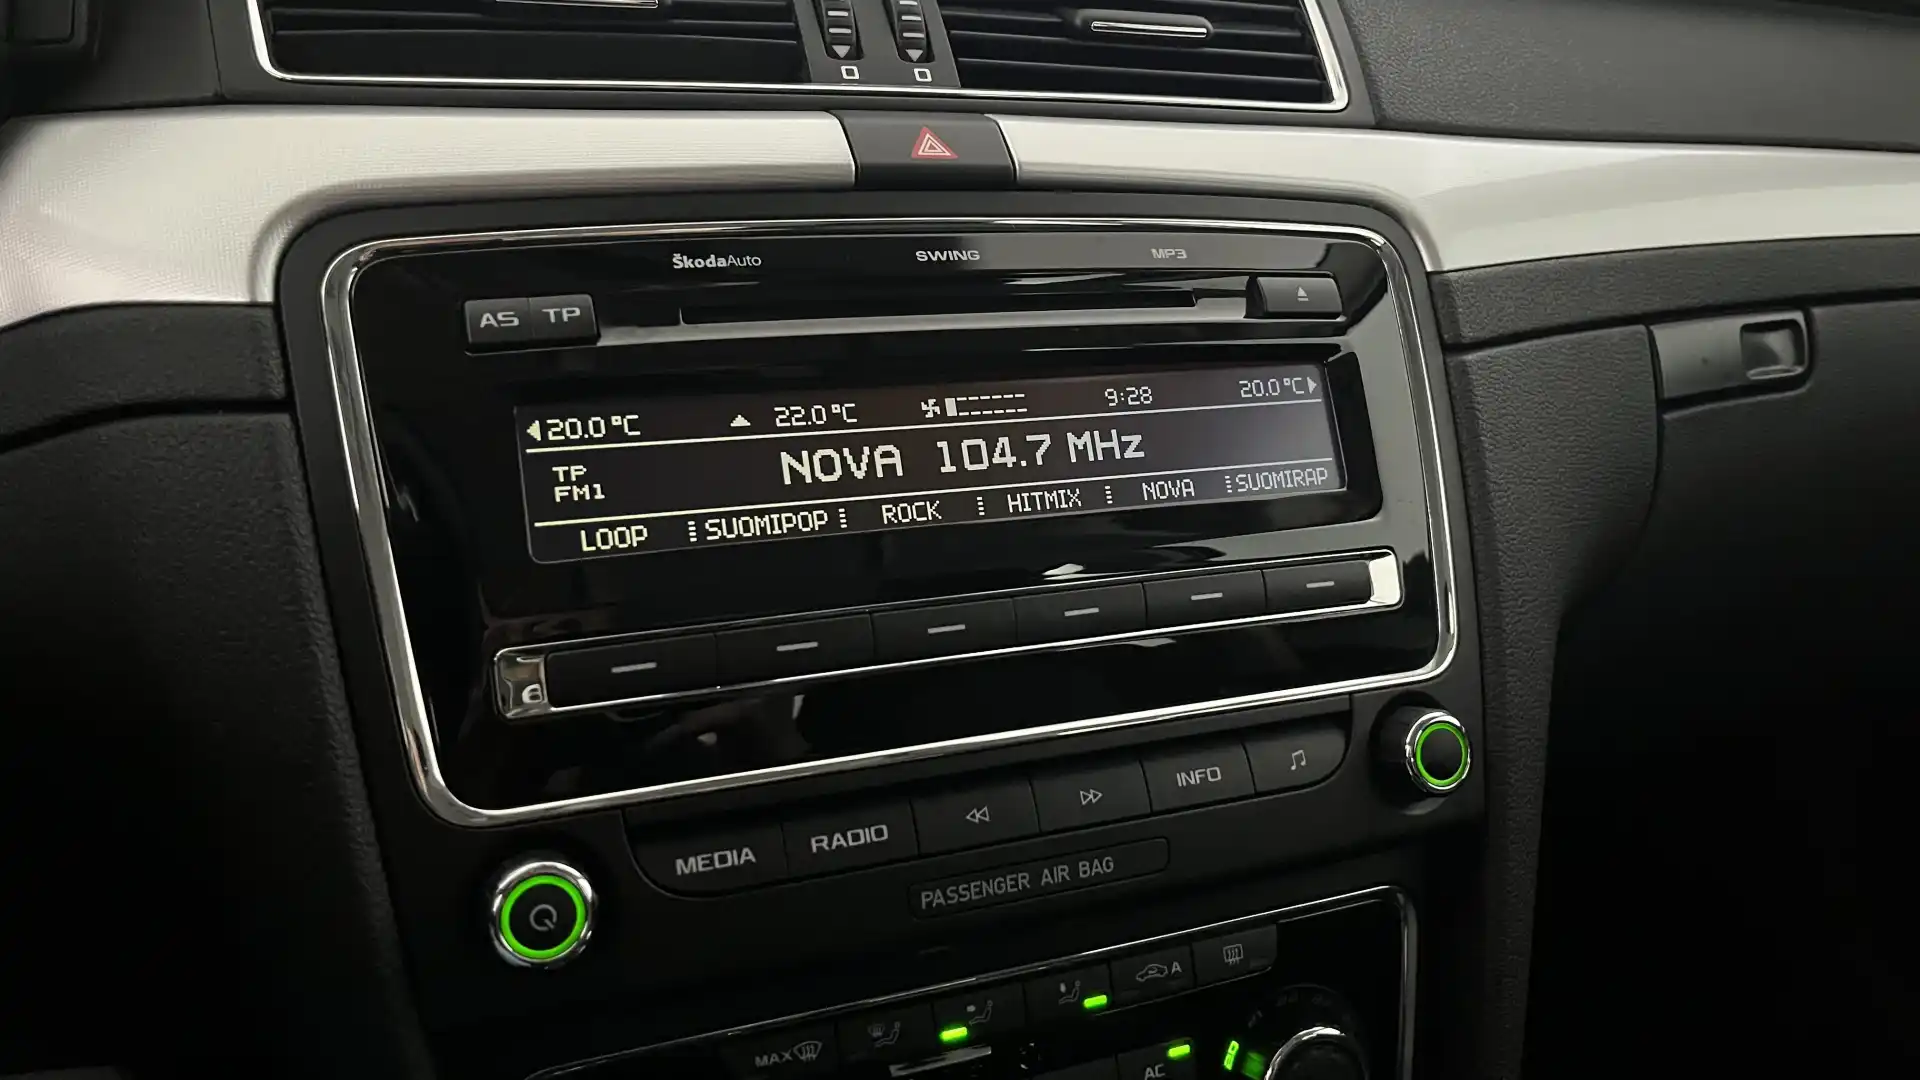 ŠkodaAuto SWING MP3
AS TP
20.0°C 22.0°C 9:28 20.0°C
TP
FM1
NOVA 104.7 MHz
LOOP SUOMIPOP ROCK HITMIX NOVA SUOMIRAP
MEDIA RADIO INFO
PASSENGER AIR BAG
A
MAX
AC